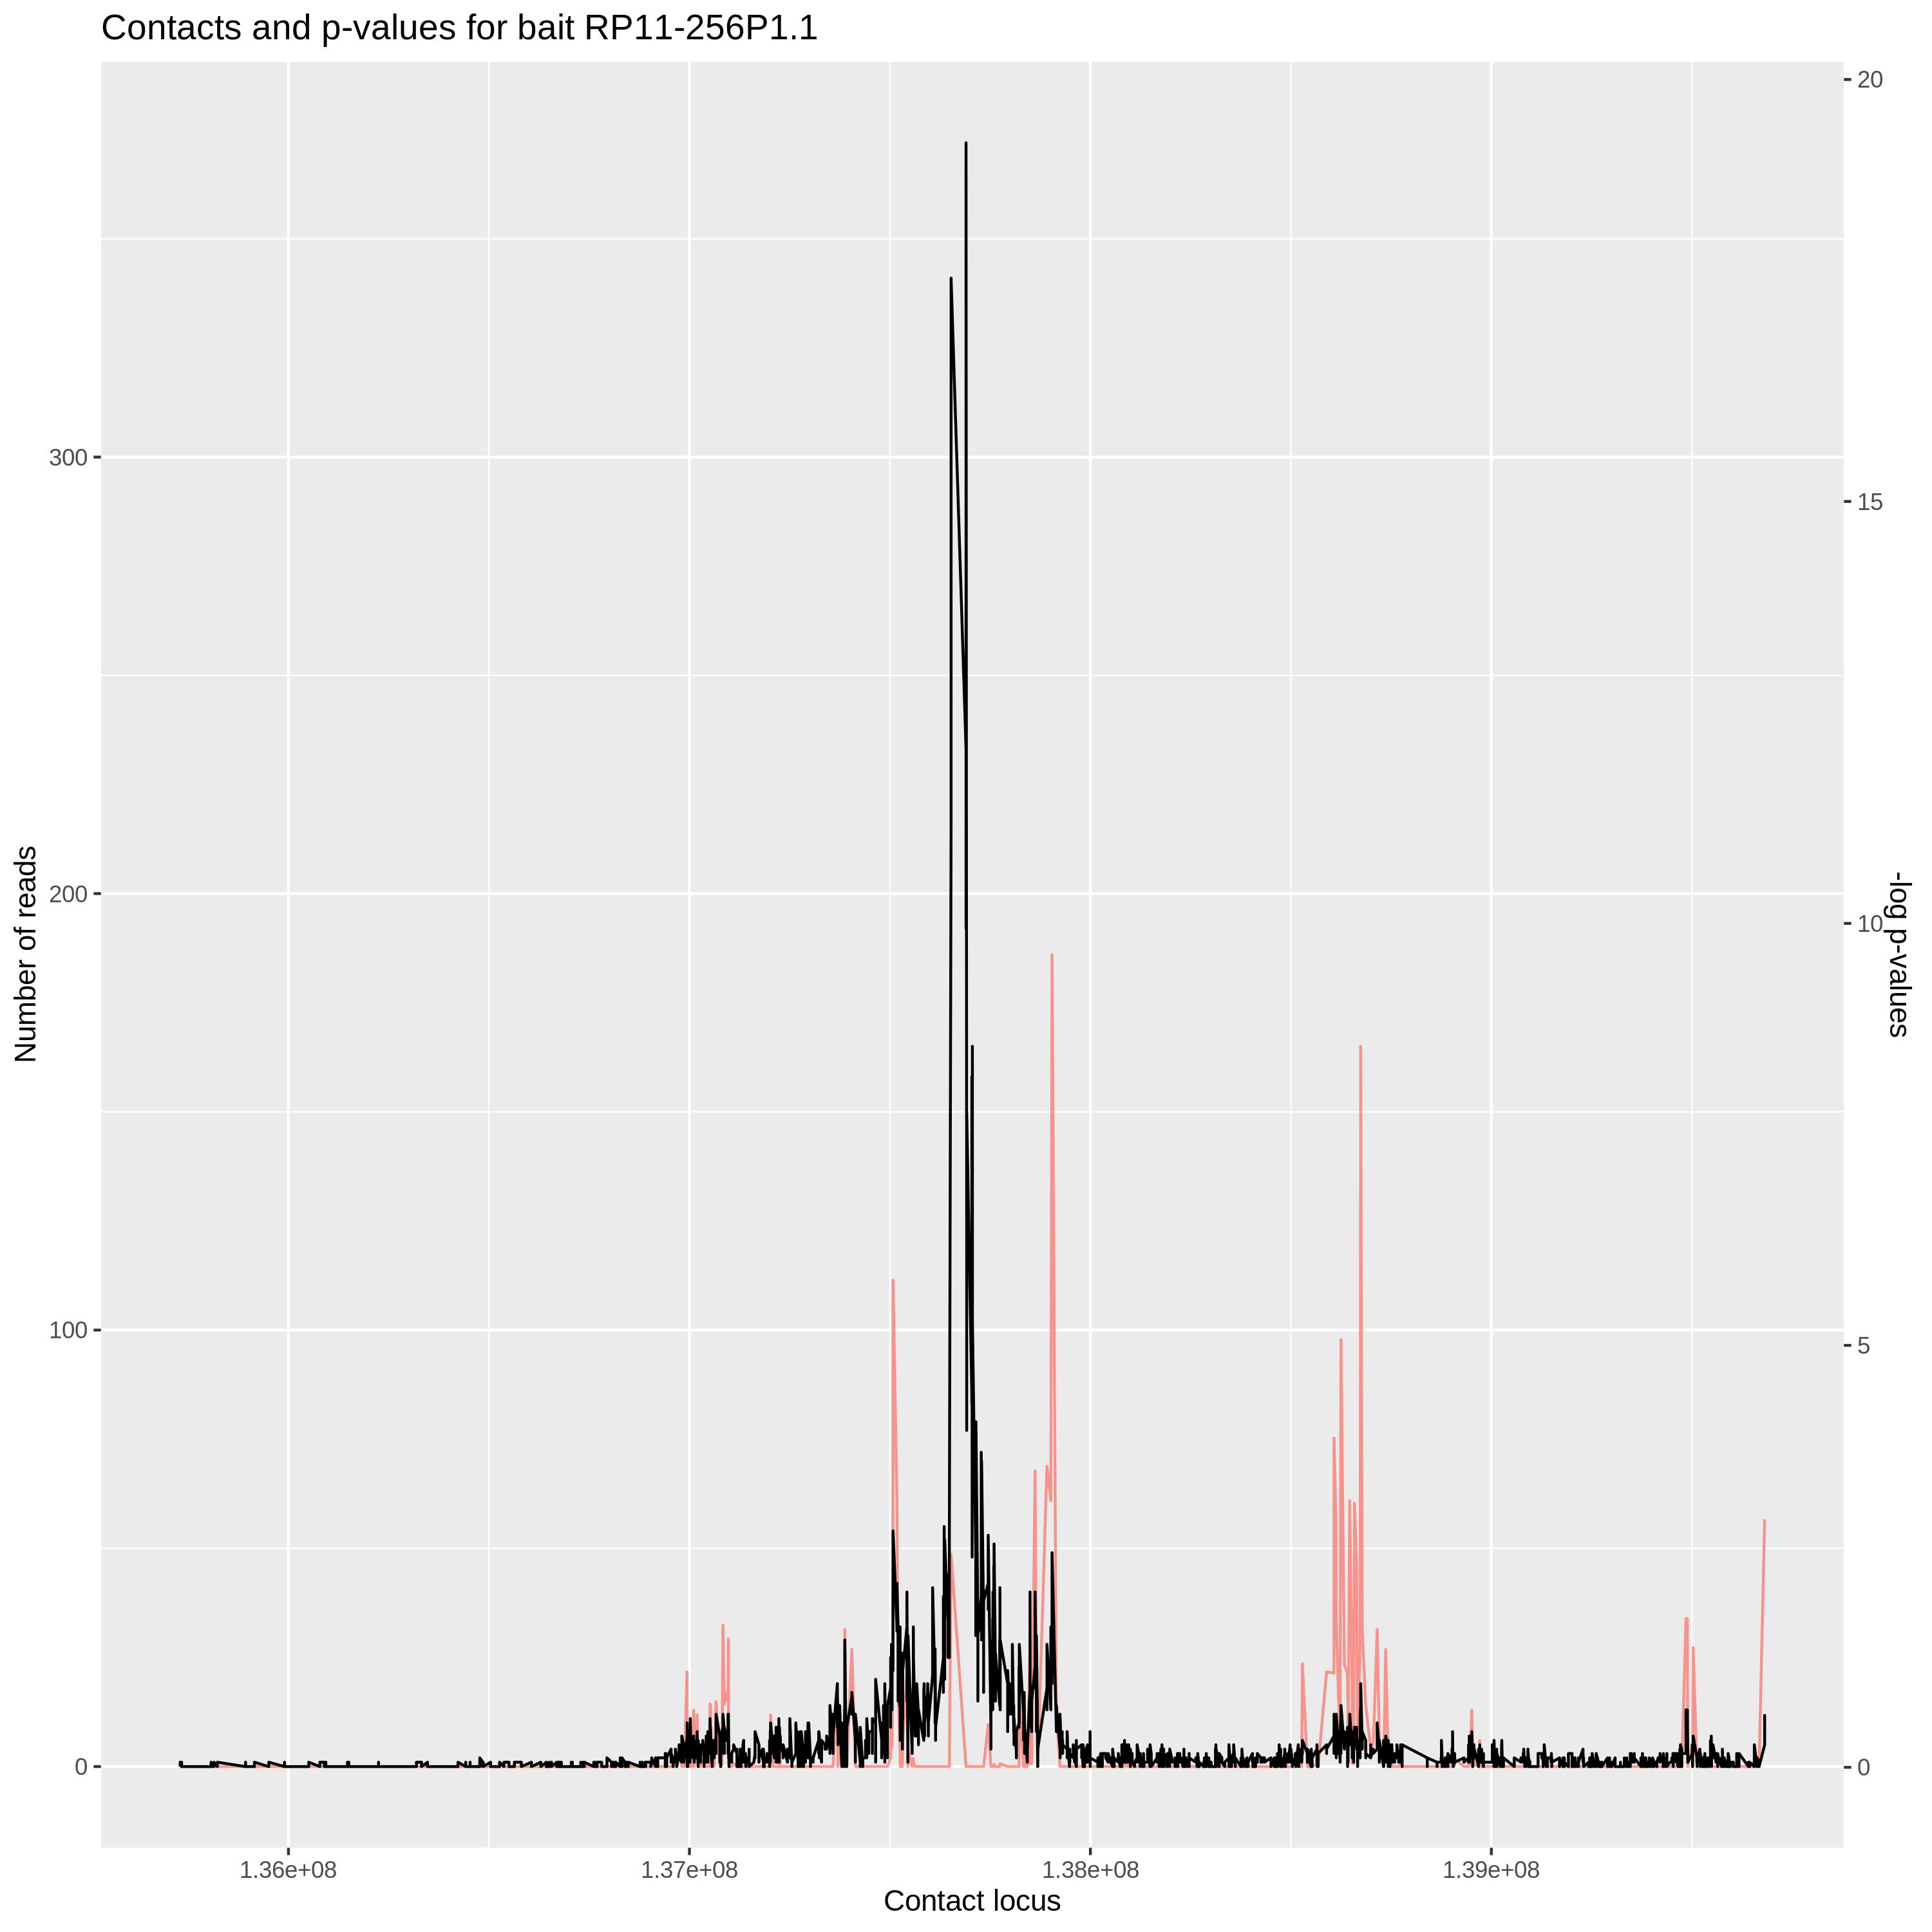 Contacts and p-values for bait RP11-256P1.1
20
15
10
5
0
300
200
100
0
Number of reads
-log p-values
1.36e+08
1.37e+08
1.38e+08
1.39e+08
Contact locus